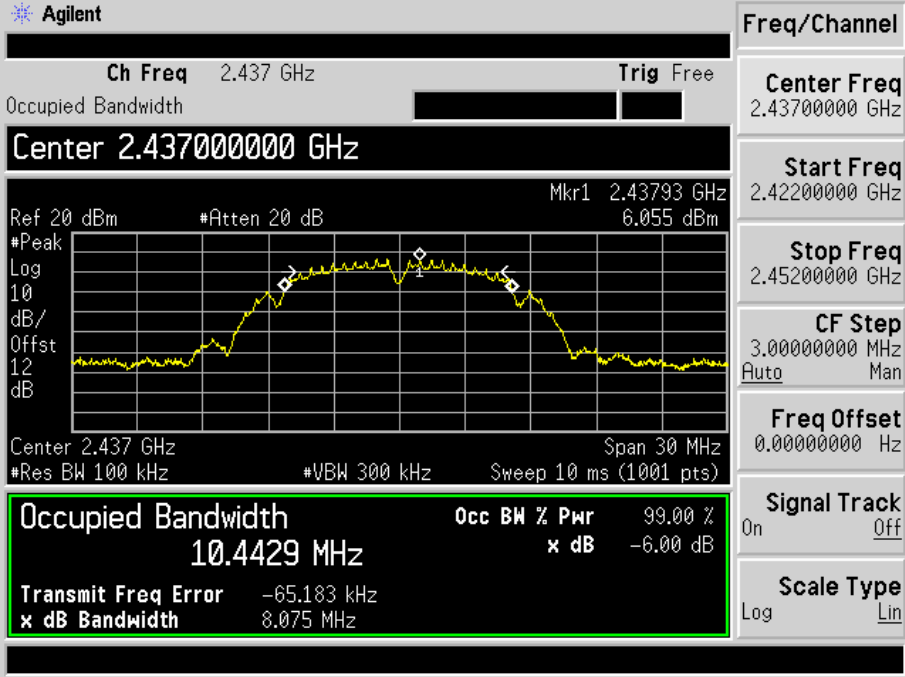 Agilent
Freq/Channel
Ch Freq 2.437 GHz Trig Free
Occupied Bandwidth
Center 2.437000000 GHz
Mkr1 2.43793 GHz
Ref 20 dBm #Atten 20 dB 6.055 dBm
#Peak
Log
10
dB/
Offst
12
dB
1
Center 2.437 GHz Span 30 MHz
#Res BW 100 kHz #VBW 300 kHz Sweep 10 ms (1001 pts)
Occupied Bandwidth
10.4429 MHz
Occ BW % Pwr 99.00 %
x dB -6.00 dB
Transmit Freq Error -65.183 kHz
x dB Bandwidth 8.075 MHz
Center Freq
2.43700000 GHz
Start Freq
2.42200000 GHz
Stop Freq
2.45200000 GHz
CF Step
3.00000000 MHz
Auto Man
Freq Offset
0.00000000 Hz
Signal Track
On Off
Scale Type
Log Lin